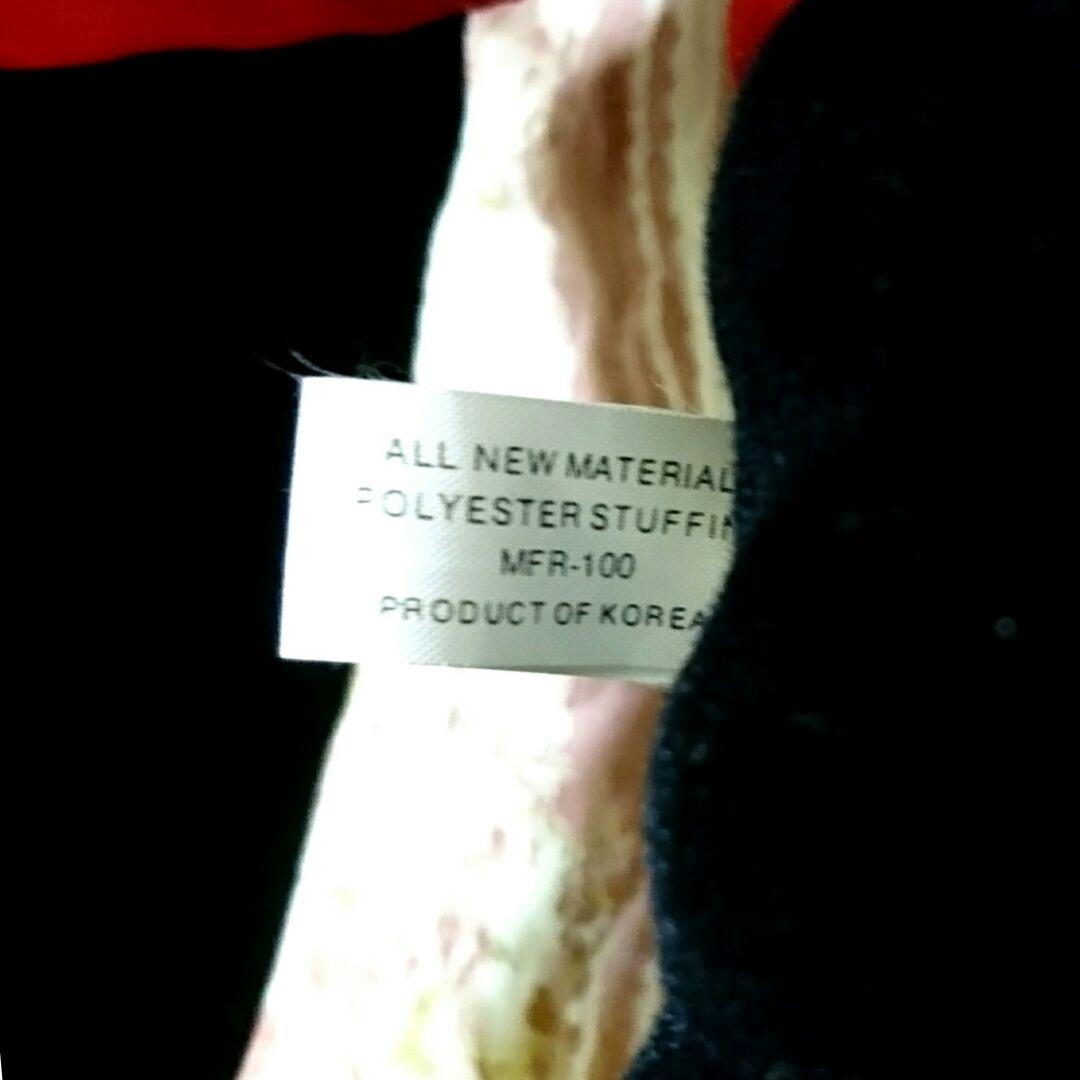 ALL NEW MATERIAL
POLYESTER STUFFIN
MFR-100
PRODUCT OF KOREA